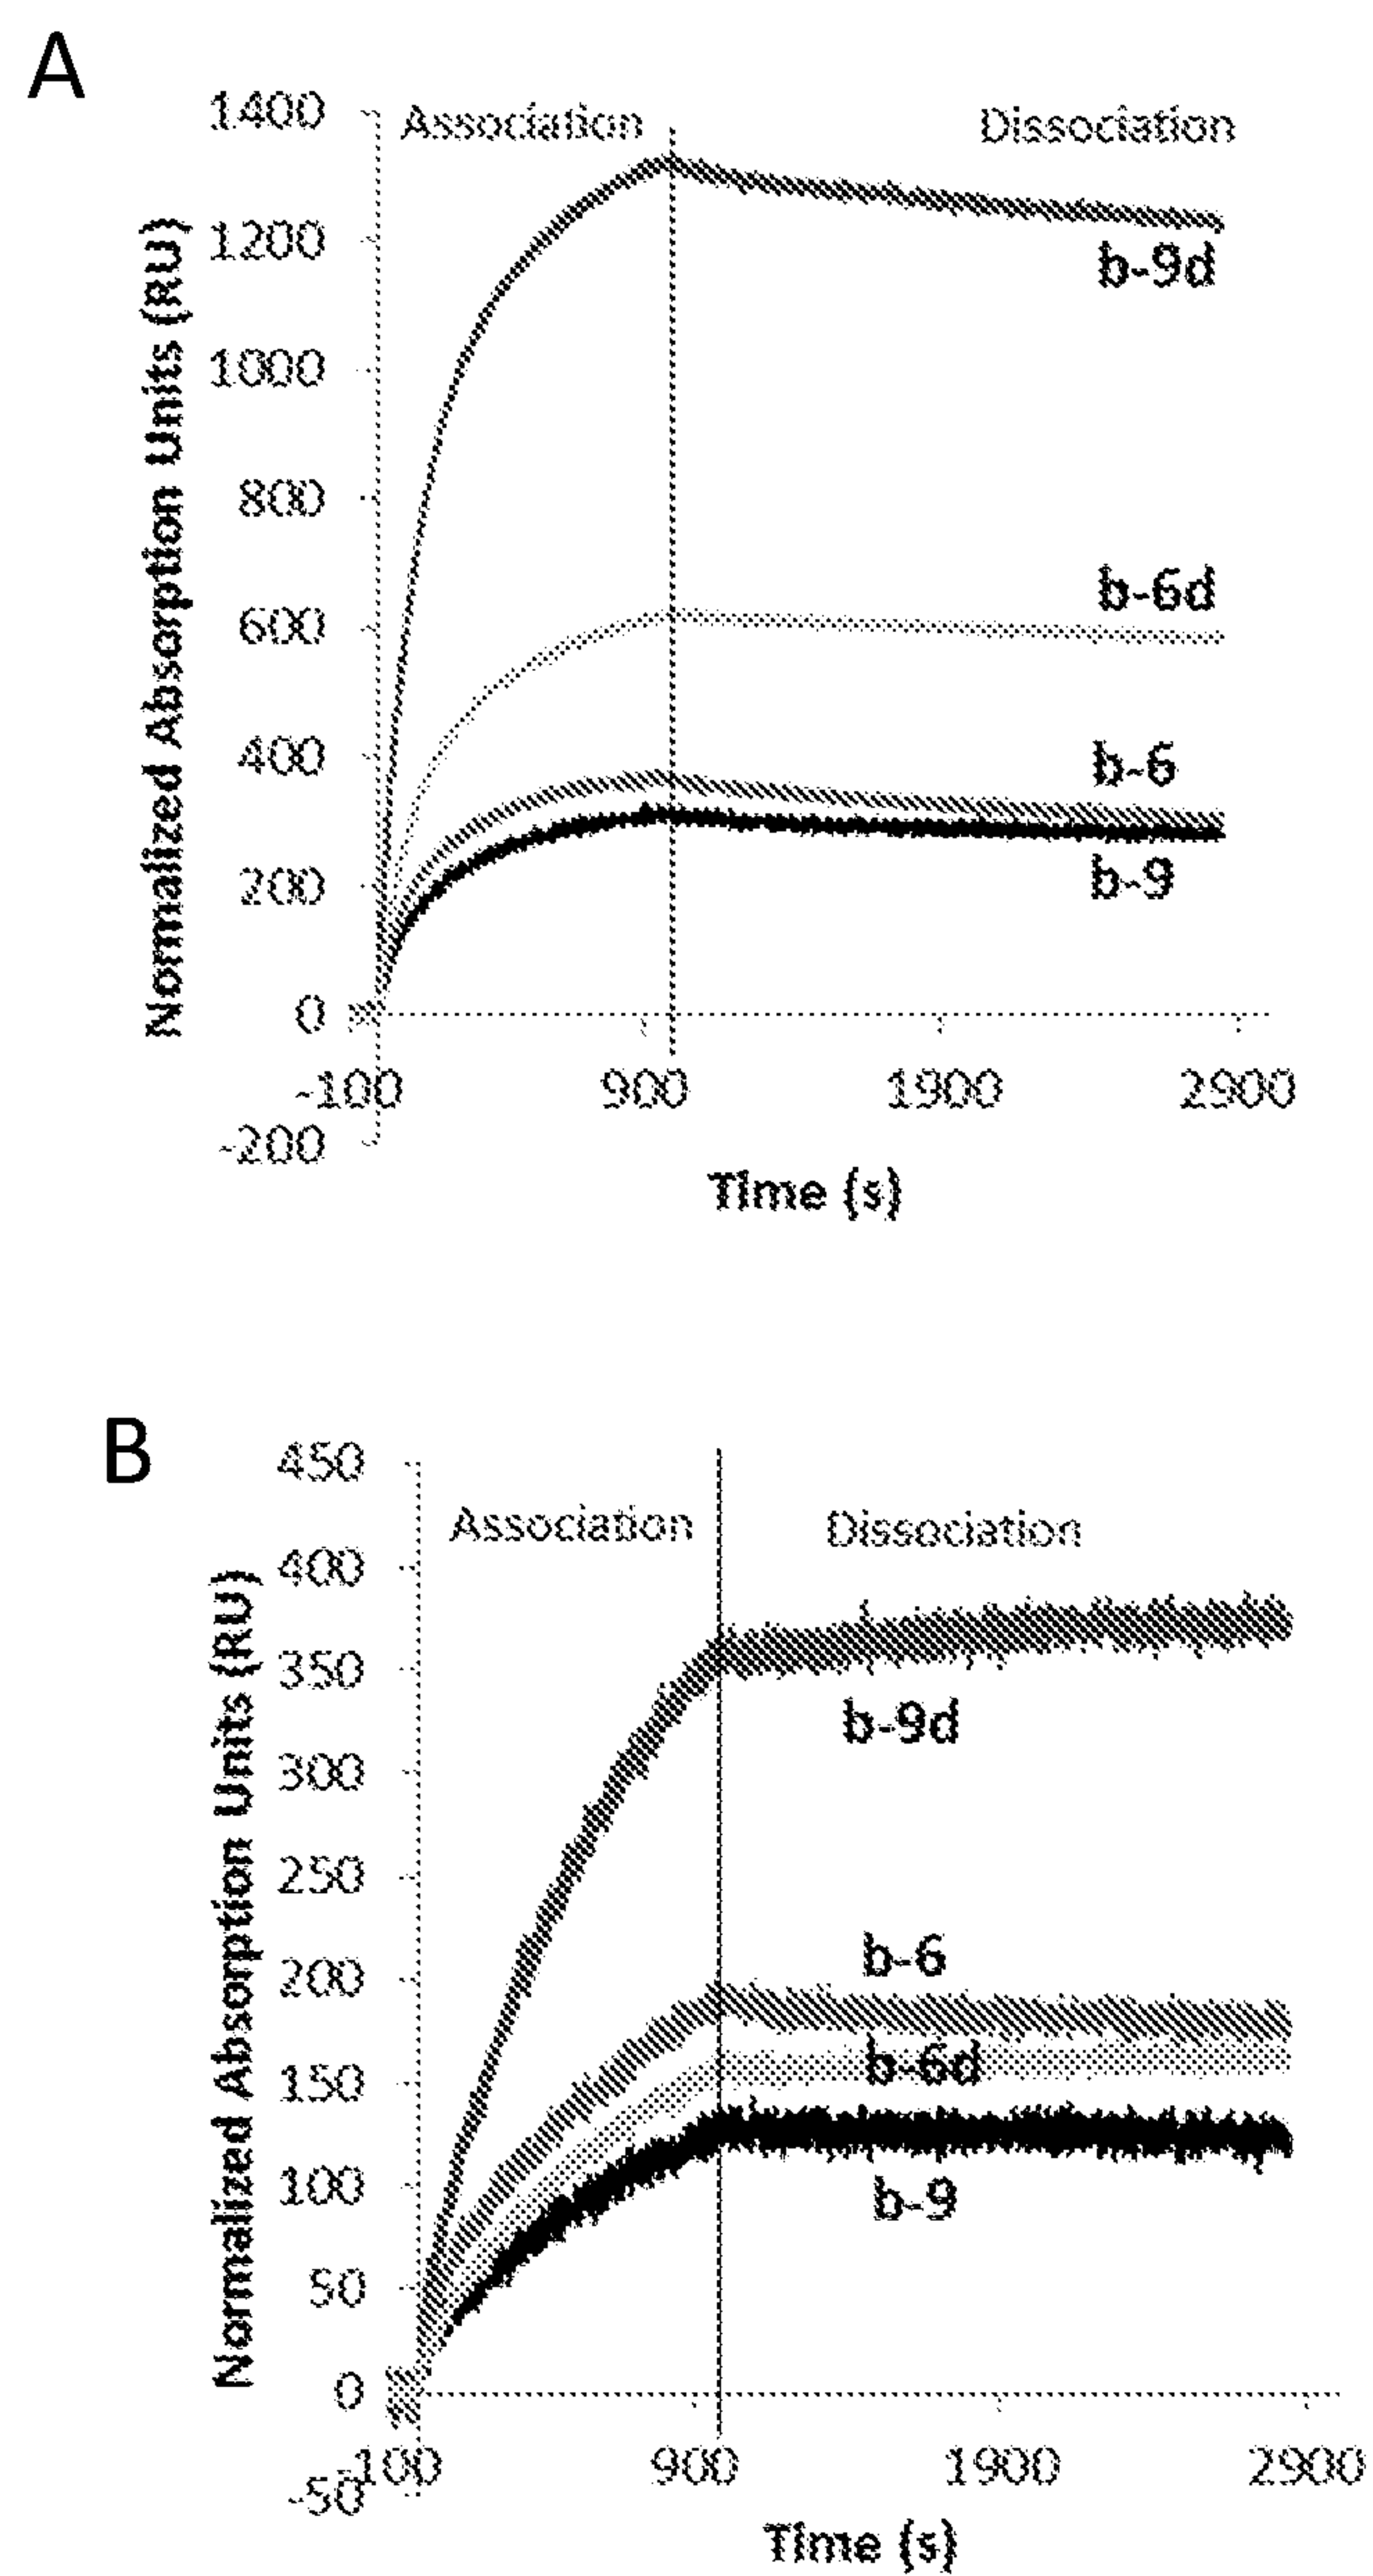 A
1400
Association
Dissociation
1200
b-9d
1000
800
b-6d
600
400
b-6
200
b-9
0
-100
900
1900
2900
-200
Time (s)
Normalized Absorption Units (RU)
B
450
Association
Dissociation
400
350
b-9d
300
250
b-6
200
b-6d
150
b-9
100
50
0
-100
900
1900
2900
-50
Time (s)
Normalized Absorption Units (RU)